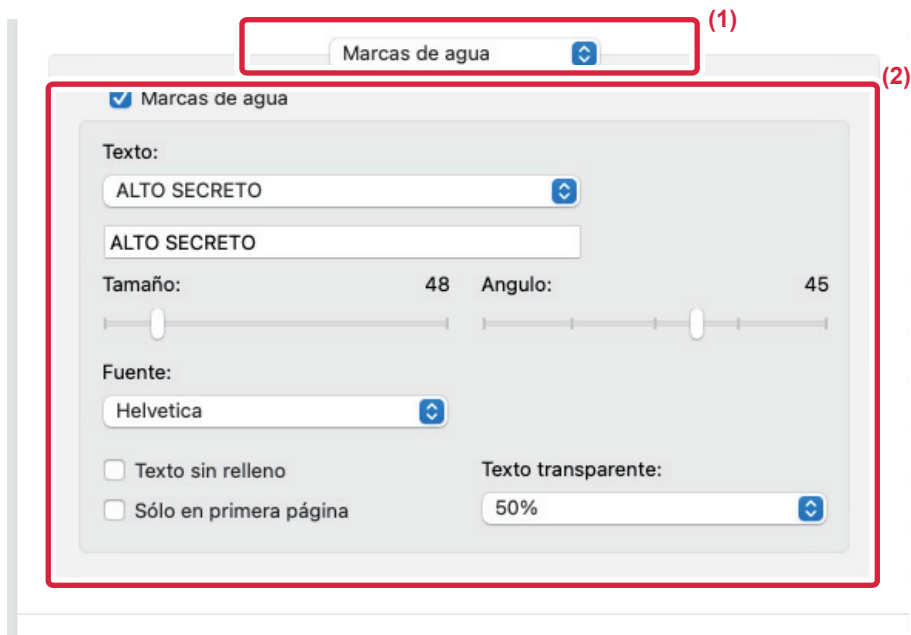 (1)
Marcas de agua
(2)
Marcas de agua
Texto:
ALTO SECRETO
ALTO SECRETO
Tamaño: 48 Angulo: 45
Fuente:
Helvetica
Texto sin relleno Texto transparente:
Sólo en primera página 50%